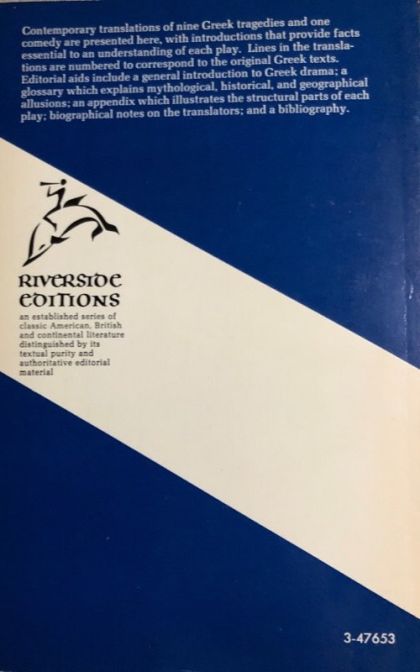 Contemporary translations of nine Greek tragedies and one
comedy are presented here, with introductions that provide facts
essential to an understanding of each play. Lines in the transla-
tions are numbered to correspond to the original Greek texts.
Editorial aids include a general introduction to Greek drama; a
glossary which explains mythological, historical, and geographical
allusions; an appendix which illustrates the structural parts of each
play; biographical notes on the translators; and a bibliography.
RIVERSIDE
EDITIONS
an established series of
classic American, British
and continental literature
distinguished by its
textual purity and
authoritative editorial
material
3-47653